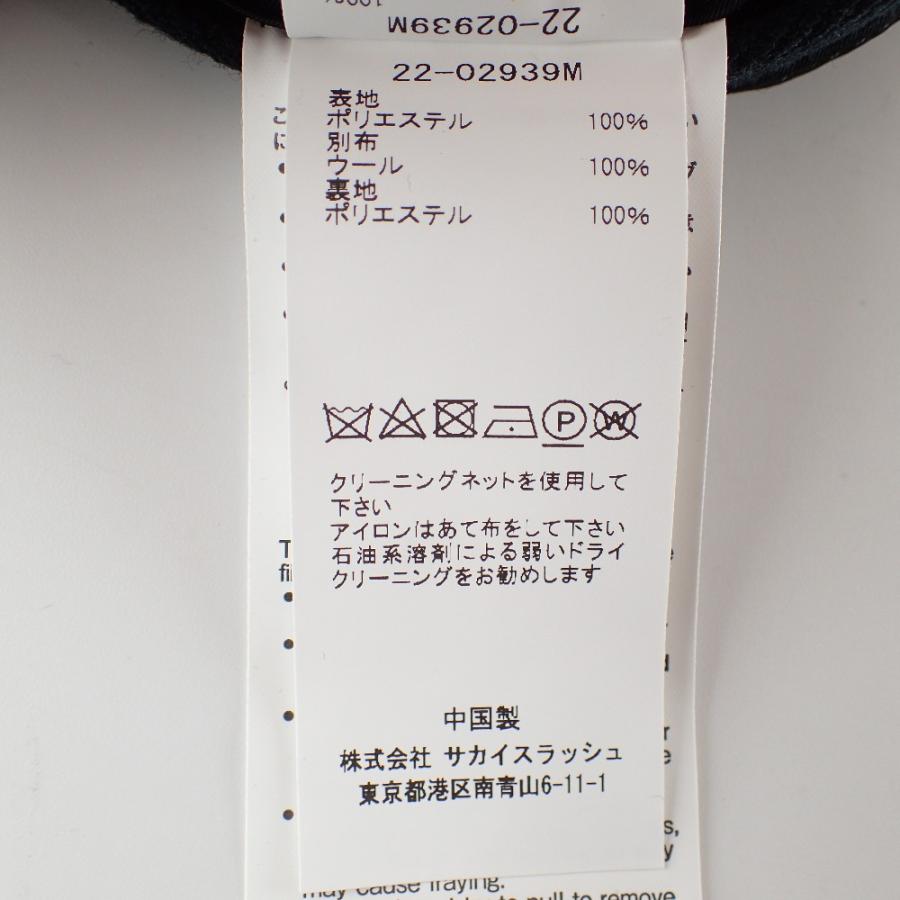 22-02939M
100%
22-02939M
表地
ポリエステル 100%
別布
ウール 100%
裏地
ポリエステル 100%
P
W
クリーニングネットを使用して
下さい
アイロンはあて布をして下さい
石油系溶剤による弱いドライ
クリーニングをお勧めします
中国製
株式会社 サカイスラッシュ
東京都港区南青山6-11-1
may cause fraying.
to pull to remove